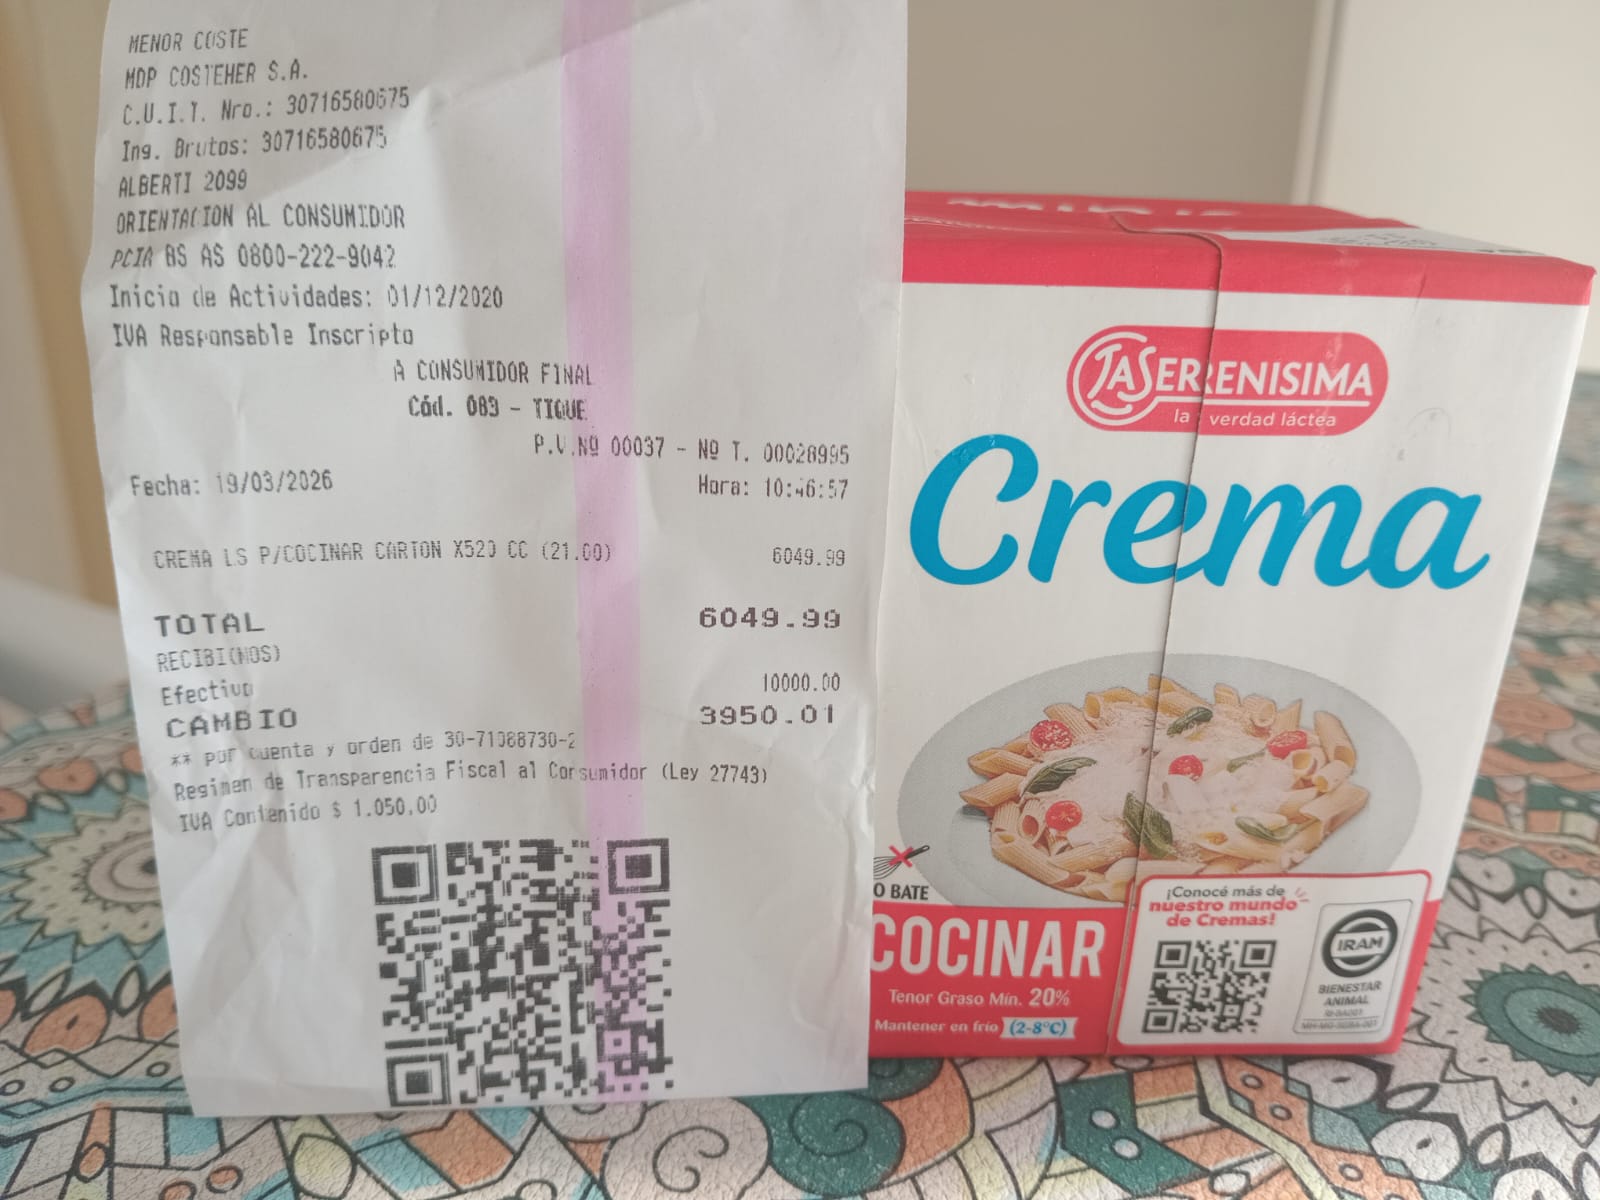 MENOR COSTE
MDP COSTEHER S.A.
C.U.I.T. Nro.: 30716580675
Ing. Brutos: 30716580675
ALBERTI 2099
ORIENTACION AL CONSUMIDOR
PCIA BS AS 0800-222-9042
Inicio de Actividades: 01/12/2020
IVA Responsable Inscripto
A CONSUMIDOR FINAL
Cód. 083 - TIQUE
P.V.Nº 00037 - Nº T. 00028995
Fecha: 19/03/2026 Hora: 10:46:57
CREMA LS P/COCINAR CARTON X520 CC (21.00) 6049.99
TOTAL 6049.99
RECIBI(MOS)
Efectivo 10000.00
CAMBIO 3950.01
** por cuenta y orden de 30-71088730-2
Regimen de Transparencia Fiscal al Consumidor (Ley 27743)
IVA Contenido $ 1.050,00
LA SERENISIMA
la verdad láctea
Crema
O BATE
COCINAR
Tenor Graso Mín. 20%
Mantener en frío (2-8°C)
¡Conocé más de
nuestro mundo
de Cremas!
IRAM
BIENESTAR
ANIMAL